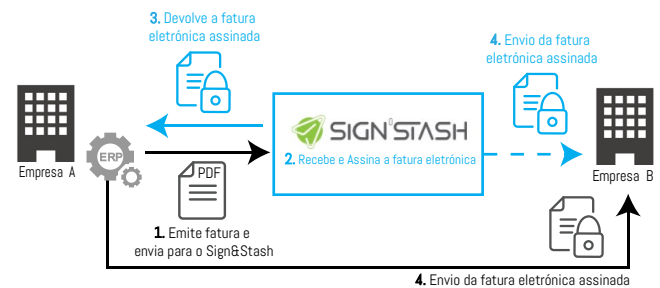 3. Devolve a fatura
eletrónica assinada
4. Envio da fatura
eletrónica assinada
SIGN&STASH
2. Recebe e Assina a fatura eletrónica
ERP
Empresa A
PDF
Empresa B
1. Emite fatura e
envia para o Sign&Stash
4. Envio da fatura eletrónica assinada